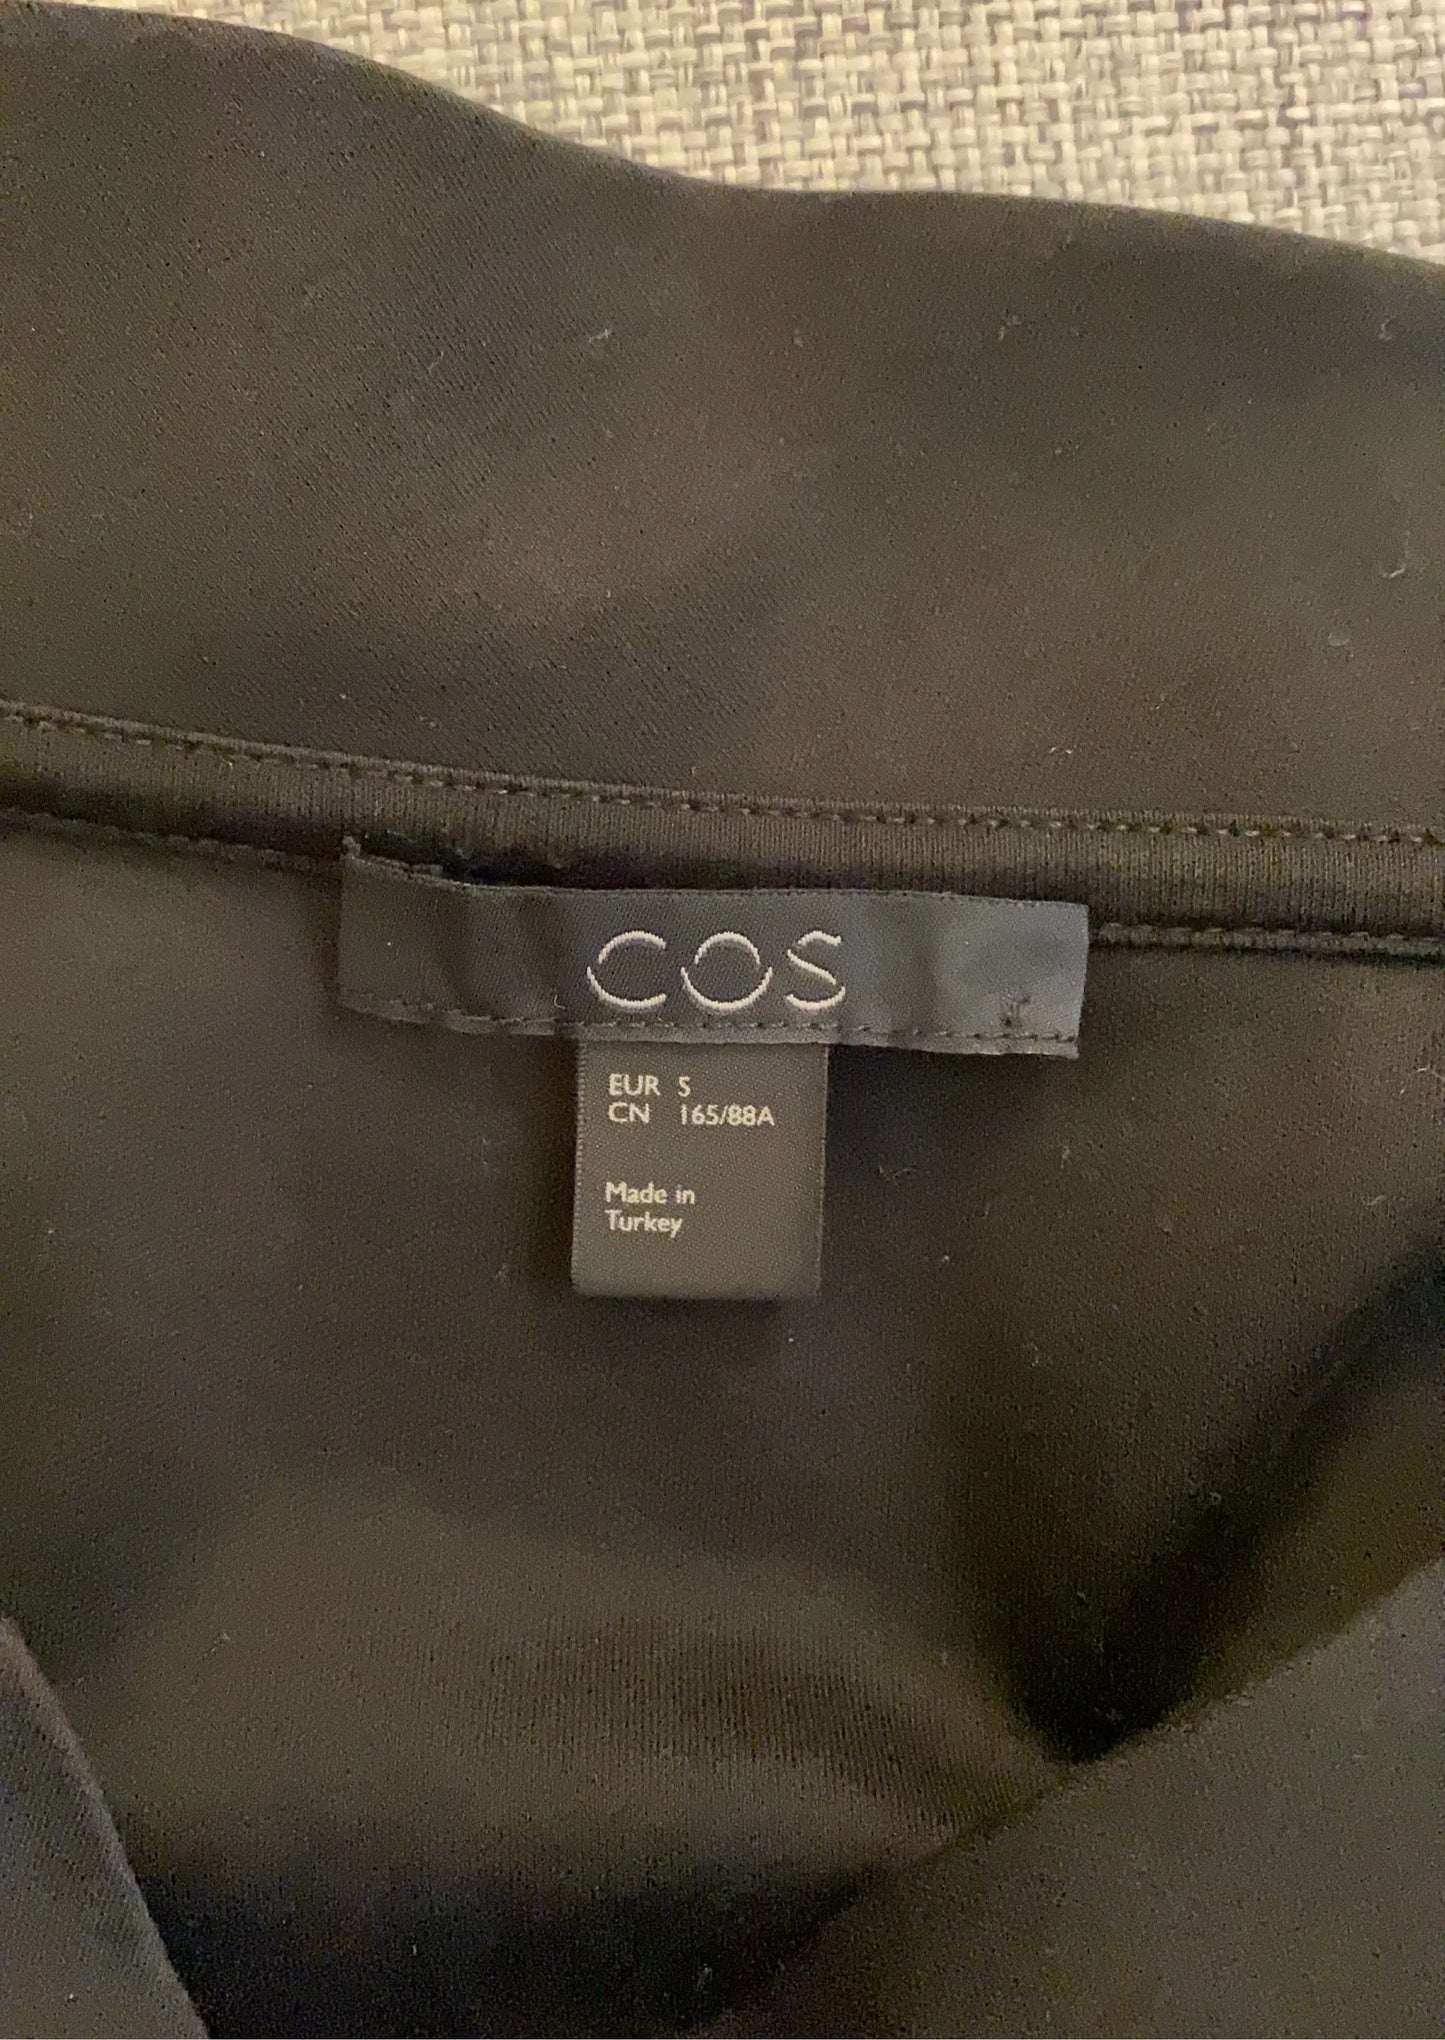 COS
EUR S
CN 165/88A
Made in
Turkey